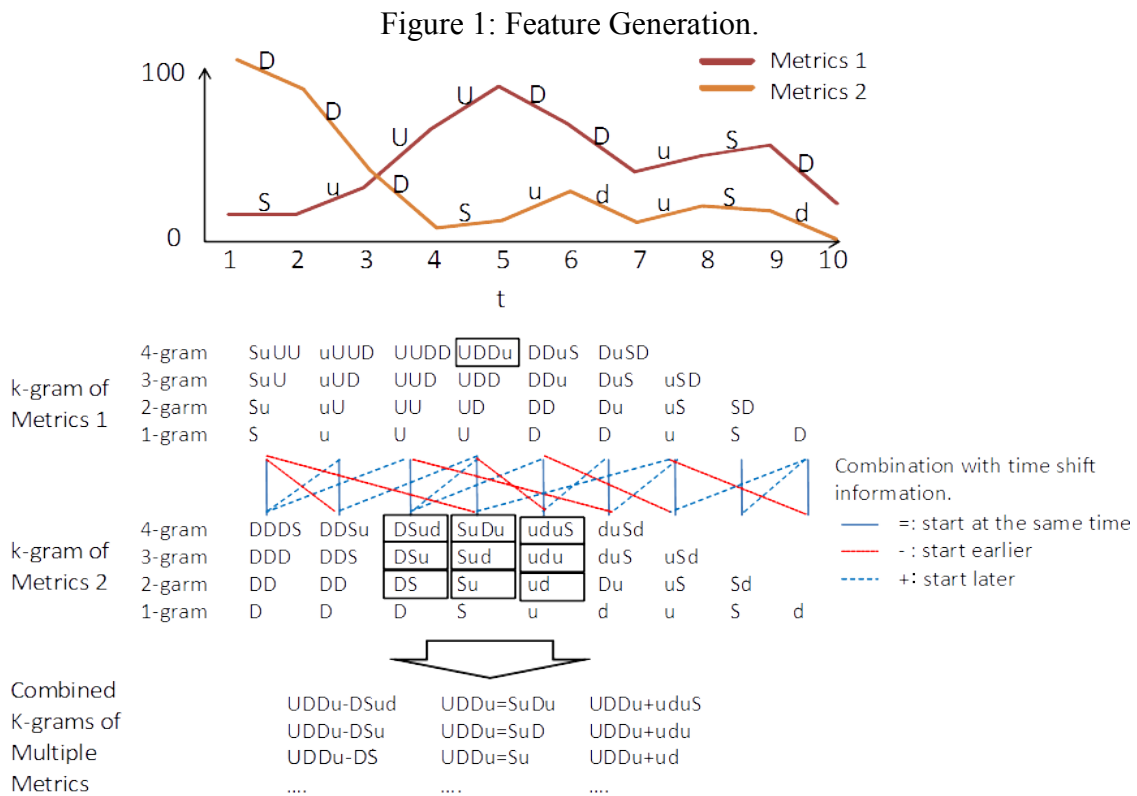 Figure 1: Feature Generation.
100
0
D
D
D
S
u
d
u
S
d
S
u
U
U
D
D
u
S
D
Metrics 1
Metrics 2
1 2 3 4 5 6 7 8 9 10
t
k-gram of
Metrics 1
4-gram SuUU uUUD UUDD UDDu DDuS DuSD
3-gram SuU uUD UUD UDD DDu DuS uSD
2-garm Su uU UU UD DD Du uS SD
1-gram S u U U D D u S D
Combination with time shift
information.
=: start at the same time
- : start earlier
+: start later
k-gram of
Metrics 2
4-gram DDDS DDSu DSud SuDu uduS duSd
3-gram DDD DDS DSu Sud udu duS uSd
2-garm DD DD DS Su ud Du uS Sd
1-gram D D D S u d u S d
Combined
K-grams of
Multiple
Metrics
UDDu-DSud UDDu=SuDu UDDu+uduS
UDDu-DSu UDDu=SuD UDDu+udu
UDDu-DS UDDu=Su UDDu+ud
.... .... ....